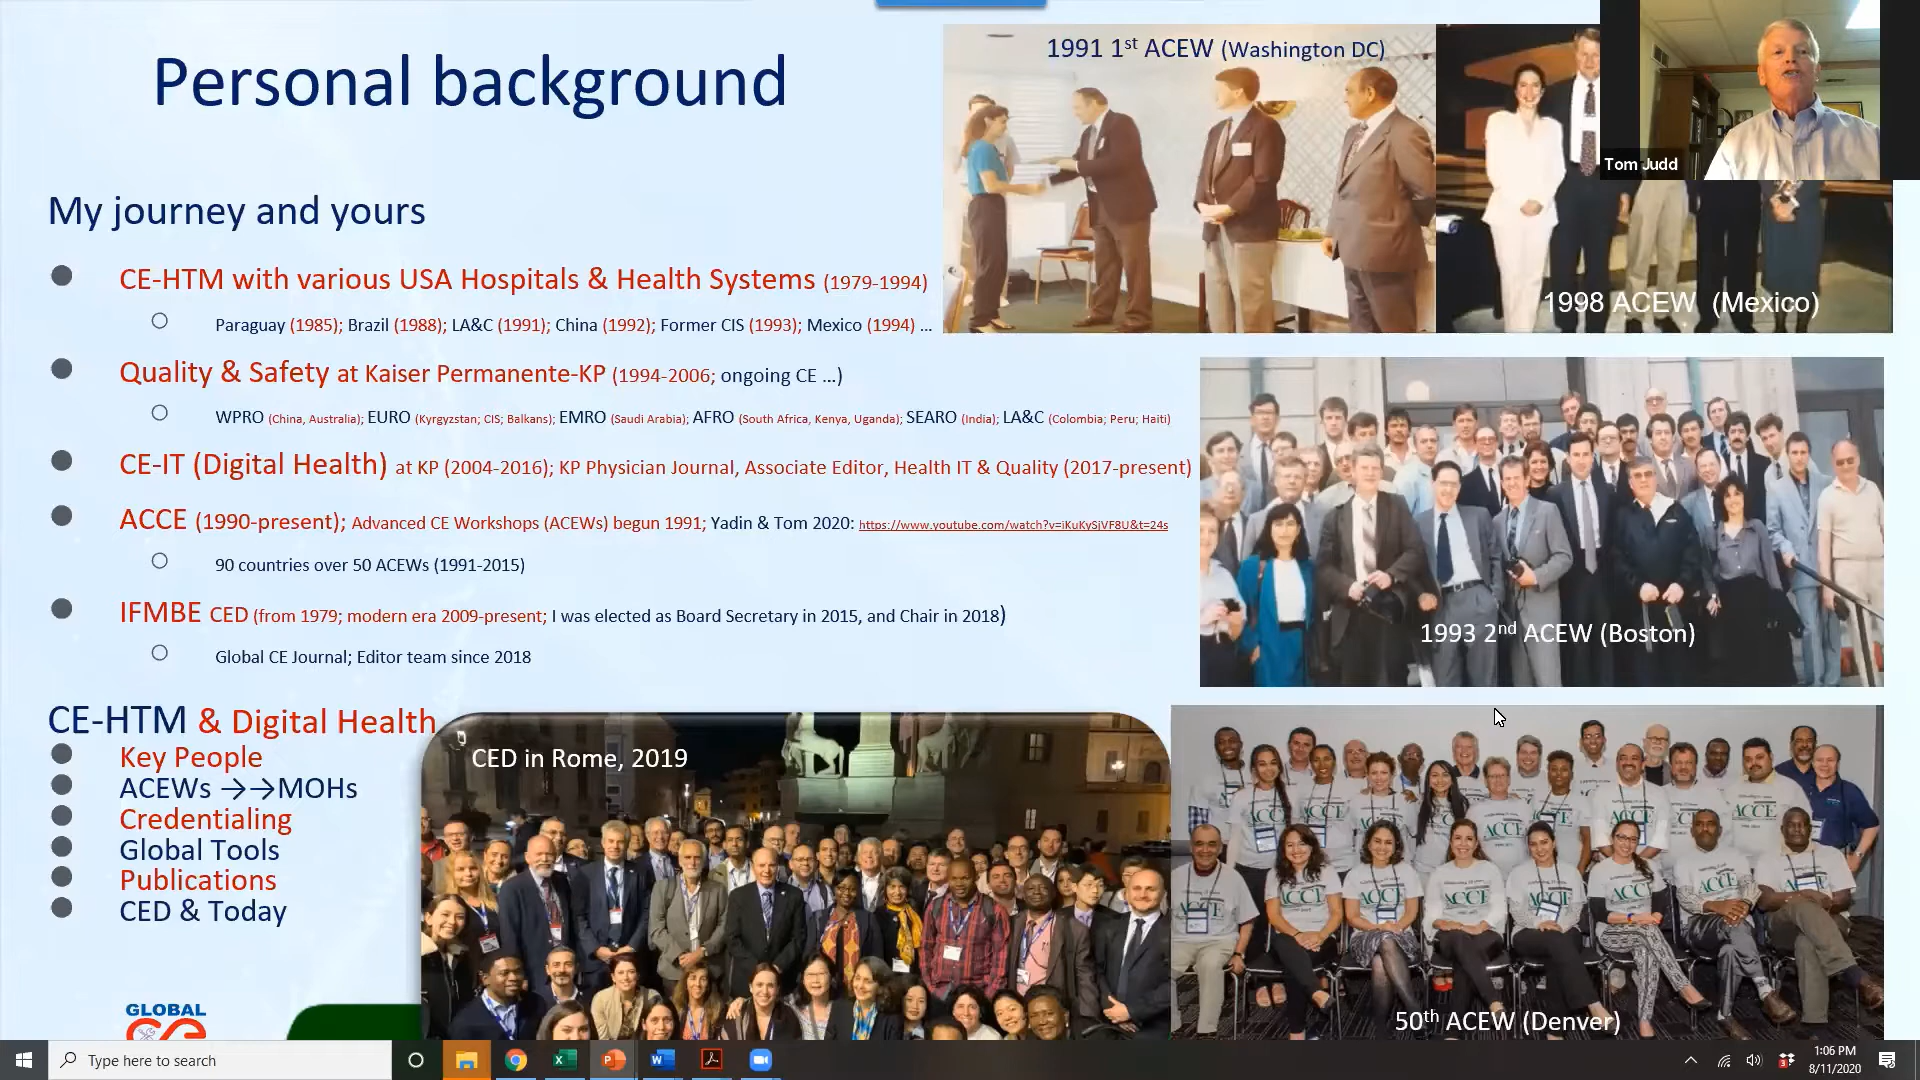 Personal background
1991 1st ACEW (Washington DC)
Tom Judd
1998 ACEW (Mexico)
My journey and yours
CE-HTM with various USA Hospitals & Health Systems (1979-1994)
Paraguay (1985); Brazil (1988); LA&C (1991); China (1992); Former CIS (1993); Mexico (1994) ...
Quality & Safety at Kaiser Permanente-KP (1994-2006; ongoing CE ...)
WPRO (China, Australia); EURO (Kyrgyzstan; CIS; Balkans); EMRO (Saudi Arabia); AFRO (South Africa, Kenya, Uganda); SEARO (India); LA&C (Colombia; Peru; Haiti)
CE-IT (Digital Health) at KP (2004-2016); KP Physician Journal, Associate Editor, Health IT & Quality (2017-present)
ACCE (1990-present); Advanced CE Workshops (ACEWs) begun 1991; Yadin & Tom 2020: https://www.youtube.com/watch?v=iKuKySjVF8U&t=24s
90 countries over 50 ACEWs (1991-2015)
IFMBE CED (from 1979; modern era 2009-present; I was elected as Board Secretary in 2015, and Chair in 2018)
Global CE Journal; Editor team since 2018
1993 2nd ACEW (Boston)
CE-HTM & Digital Health
Key People
ACEWs →→MOHs
Credentialing
Global Tools
Publications
CED & Today
CED in Rome, 2019
ACCE
ACCE
ACCE
ACCE
ACCE
ACCE
ACCE
50th ACEW (Denver)
GLOBAL
Type here to search
1:06 PM
8/11/2020